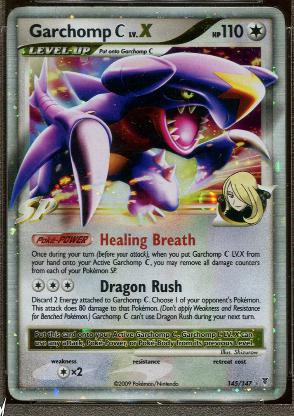 Garchomp C LV.X HP 110
LEVEL-UP Put onto Garchomp C
SP
Poké-POWER Healing Breath
Once during your turn (before your attack), when you put Garchomp C LV.X from
your hand onto your Active Garchomp C, you may remove all damage counters
from each of your Pokémon SP.
Dragon Rush
Discard 2 Energy attached to Garchomp C. Choose 1 of your opponent's Pokémon.
This attack does 80 damage to that Pokémon. (Don't apply Weakness and Resistance
for Benched Pokémon.) Garchomp C can't use Dragon Rush during your next turn.
Put this card onto your Active Garchomp C. Garchomp C LV.X can
use any attack, Poké-Power, or Poké-Body from its previous Level.
weakness resistance retreat cost
×2
Illus. Shizurow
©2009 Pokémon/Nintendo 145/147